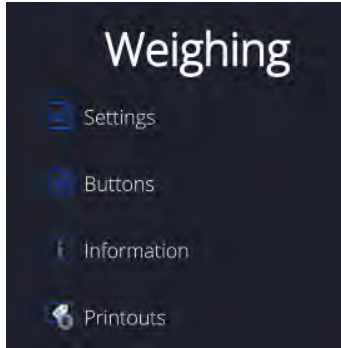 Weighing
Settings
Buttons
Information
Printouts